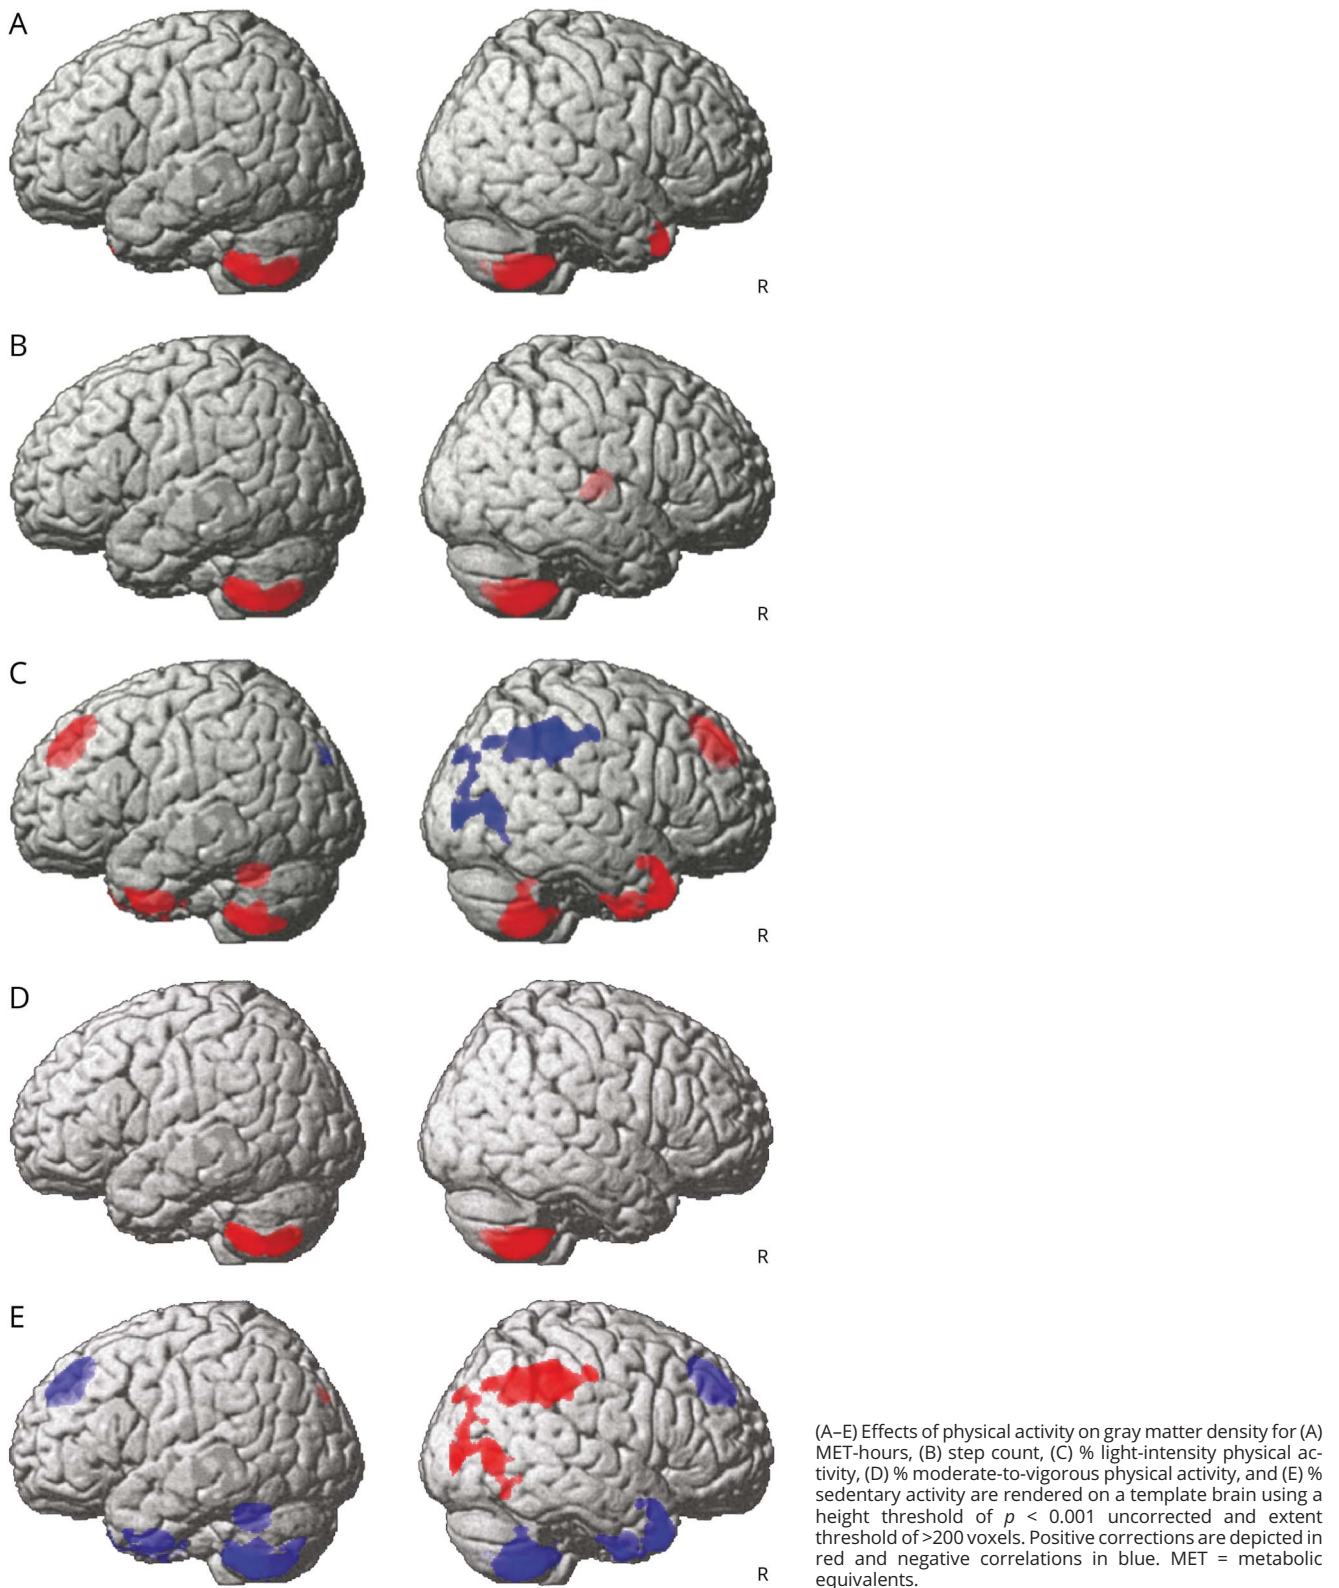 A
R
B
R
C
R
D
R
E
R
(A–E) Effects of physical activity on gray matter density for (A)
MET-hours, (B) step count, (C) % light-intensity physical ac-
tivity, (D) % moderate-to-vigorous physical activity, and (E) %
sedentary activity are rendered on a template brain using a
height threshold of p < 0.001 uncorrected and extent
threshold of >200 voxels. Positive corrections are depicted in
red and negative correlations in blue. MET = metabolic
equivalents.